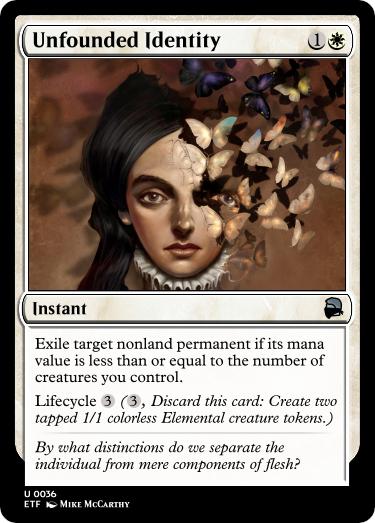 Unfounded Identity 1
Instant
Exile target nonland permanent if its mana
value is less than or equal to the number of
creatures you control.
Lifecycle 3 (3, Discard this card: Create two
tapped 1/1 colorless Elemental creature tokens.)
By what distinctions do we separate the
individual from mere components of flesh?
U 0036
ETF Mike McCarthy